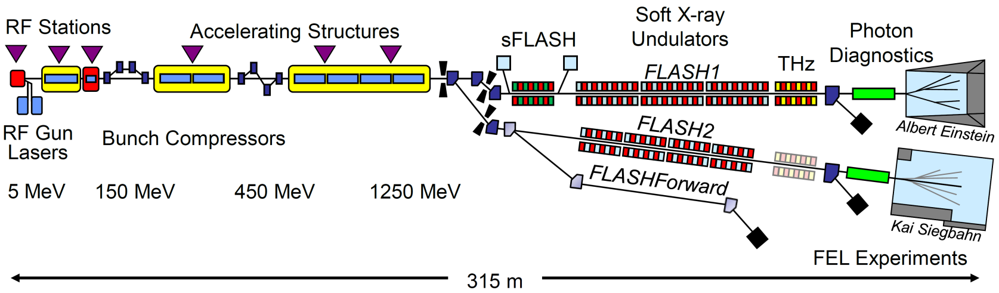 RF Stations
Accelerating Structures
sFLASH
Soft X-ray
Undulators
FLASH1
THz
Photon
Diagnostics
Albert Einstein
RF Gun
Lasers
Bunch Compressors
FLASH2
FLASHForward
Kai Siegbahn
5 MeV
150 MeV
450 MeV
1250 MeV
FEL Experiments
315 m